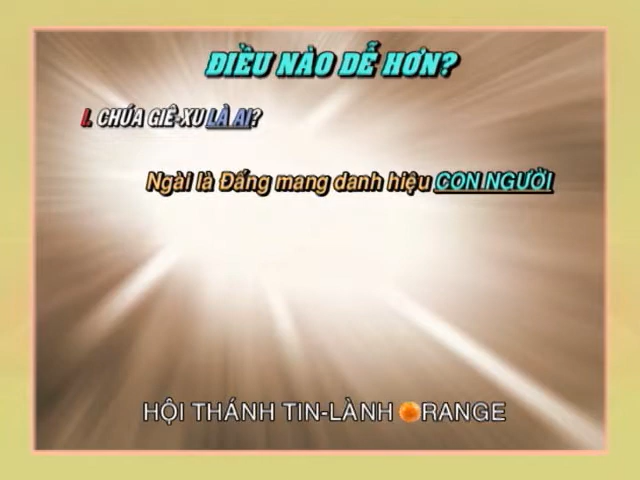 ĐIỀU NÀO DỄ HƠN?
I. CHÚA GIÊ-XU LÀ AI?
Ngài là Đấng mang danh hiệu CON NGƯỜI
HỘI THÁNH TIN-LÀNH ORANGE